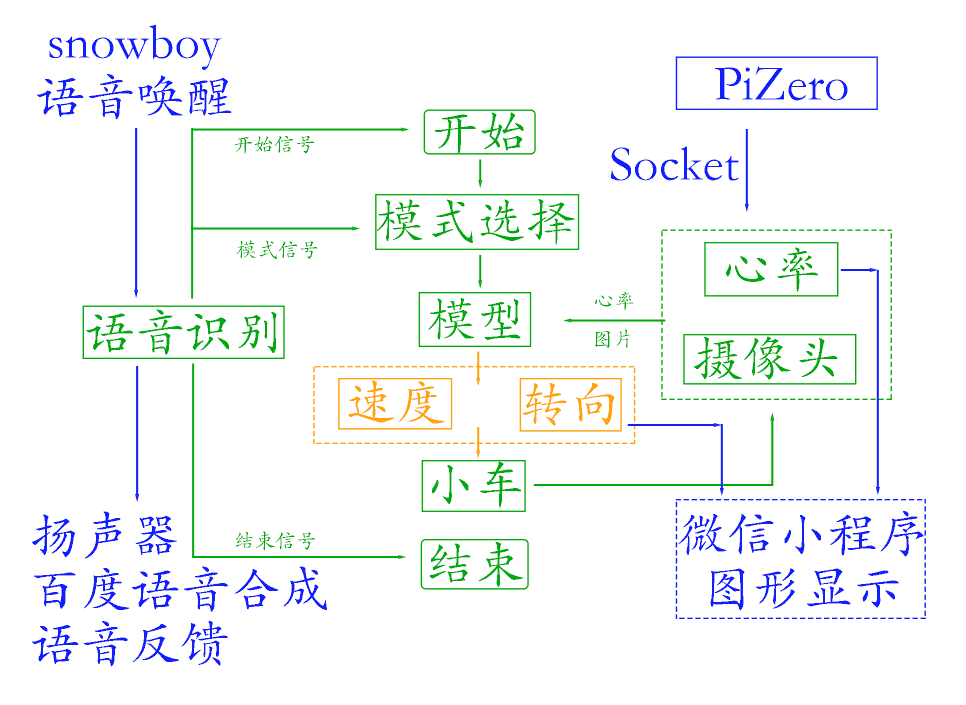 snowboy
语音唤醒
PiZero
开始
开始信号
Socket
模式选择
模式信号
心率
心率
模型
语音识别
图片
摄像头
速度
转向
小车
扬声器
百度语音合成
语音反馈
结束信号
结束
微信小程序
图形显示